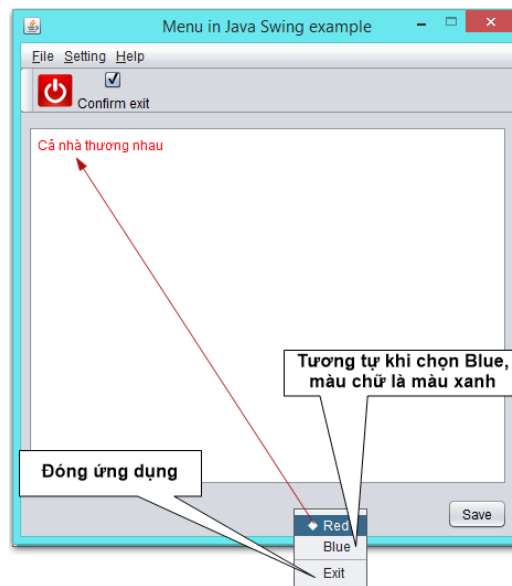 Menu in Java Swing example
File Setting Help
Confirm exit
Cả nhà thương nhau
Tương tự khi chọn Blue,
màu chữ là màu xanh
Đóng ứng dụng
Save
Red
Blue
Exit